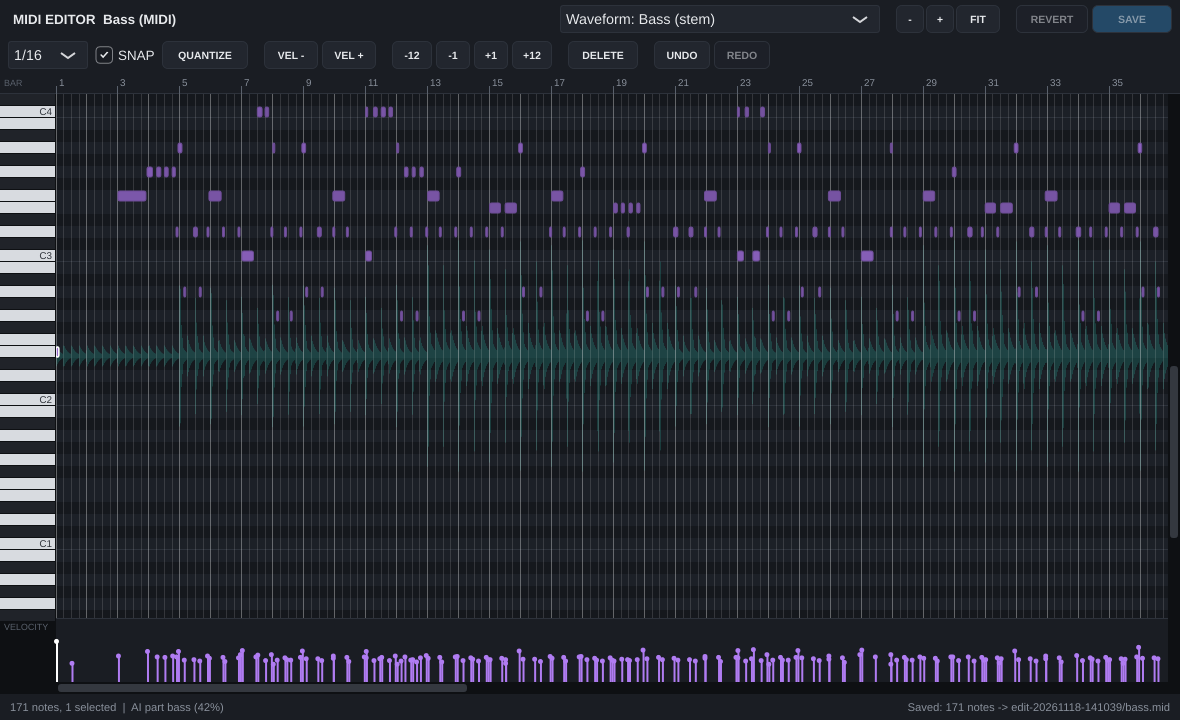 MIDI EDITOR Bass (MIDI)
Waveform: Bass (stem)
- + FIT REVERT SAVE
1/16 SNAP QUANTIZE VEL - VEL + -12 -1 +1 +12 DELETE UNDO REDO
BAR 1 3 5 7 9 11 13 15 17 19 21 23 25 27 29 31 33 35
C4
C3
C2
C1
VELOCITY
171 notes, 1 selected | AI part bass (42%)
Saved: 171 notes -> edit-20261118-141039/bass.mid